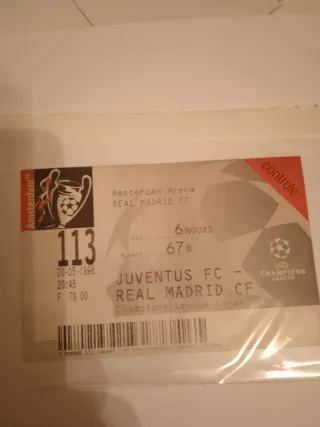 Amsterdam
controle
Amsterdam Arena
REAL MADRID CF
6 NOORD
67 B
113
20-05-1998
20:45
F 70.00
JUVENTUS FC -
REAL MADRID CF
Champions League Final
UEFA
CHAMPIONS
LEAGUE